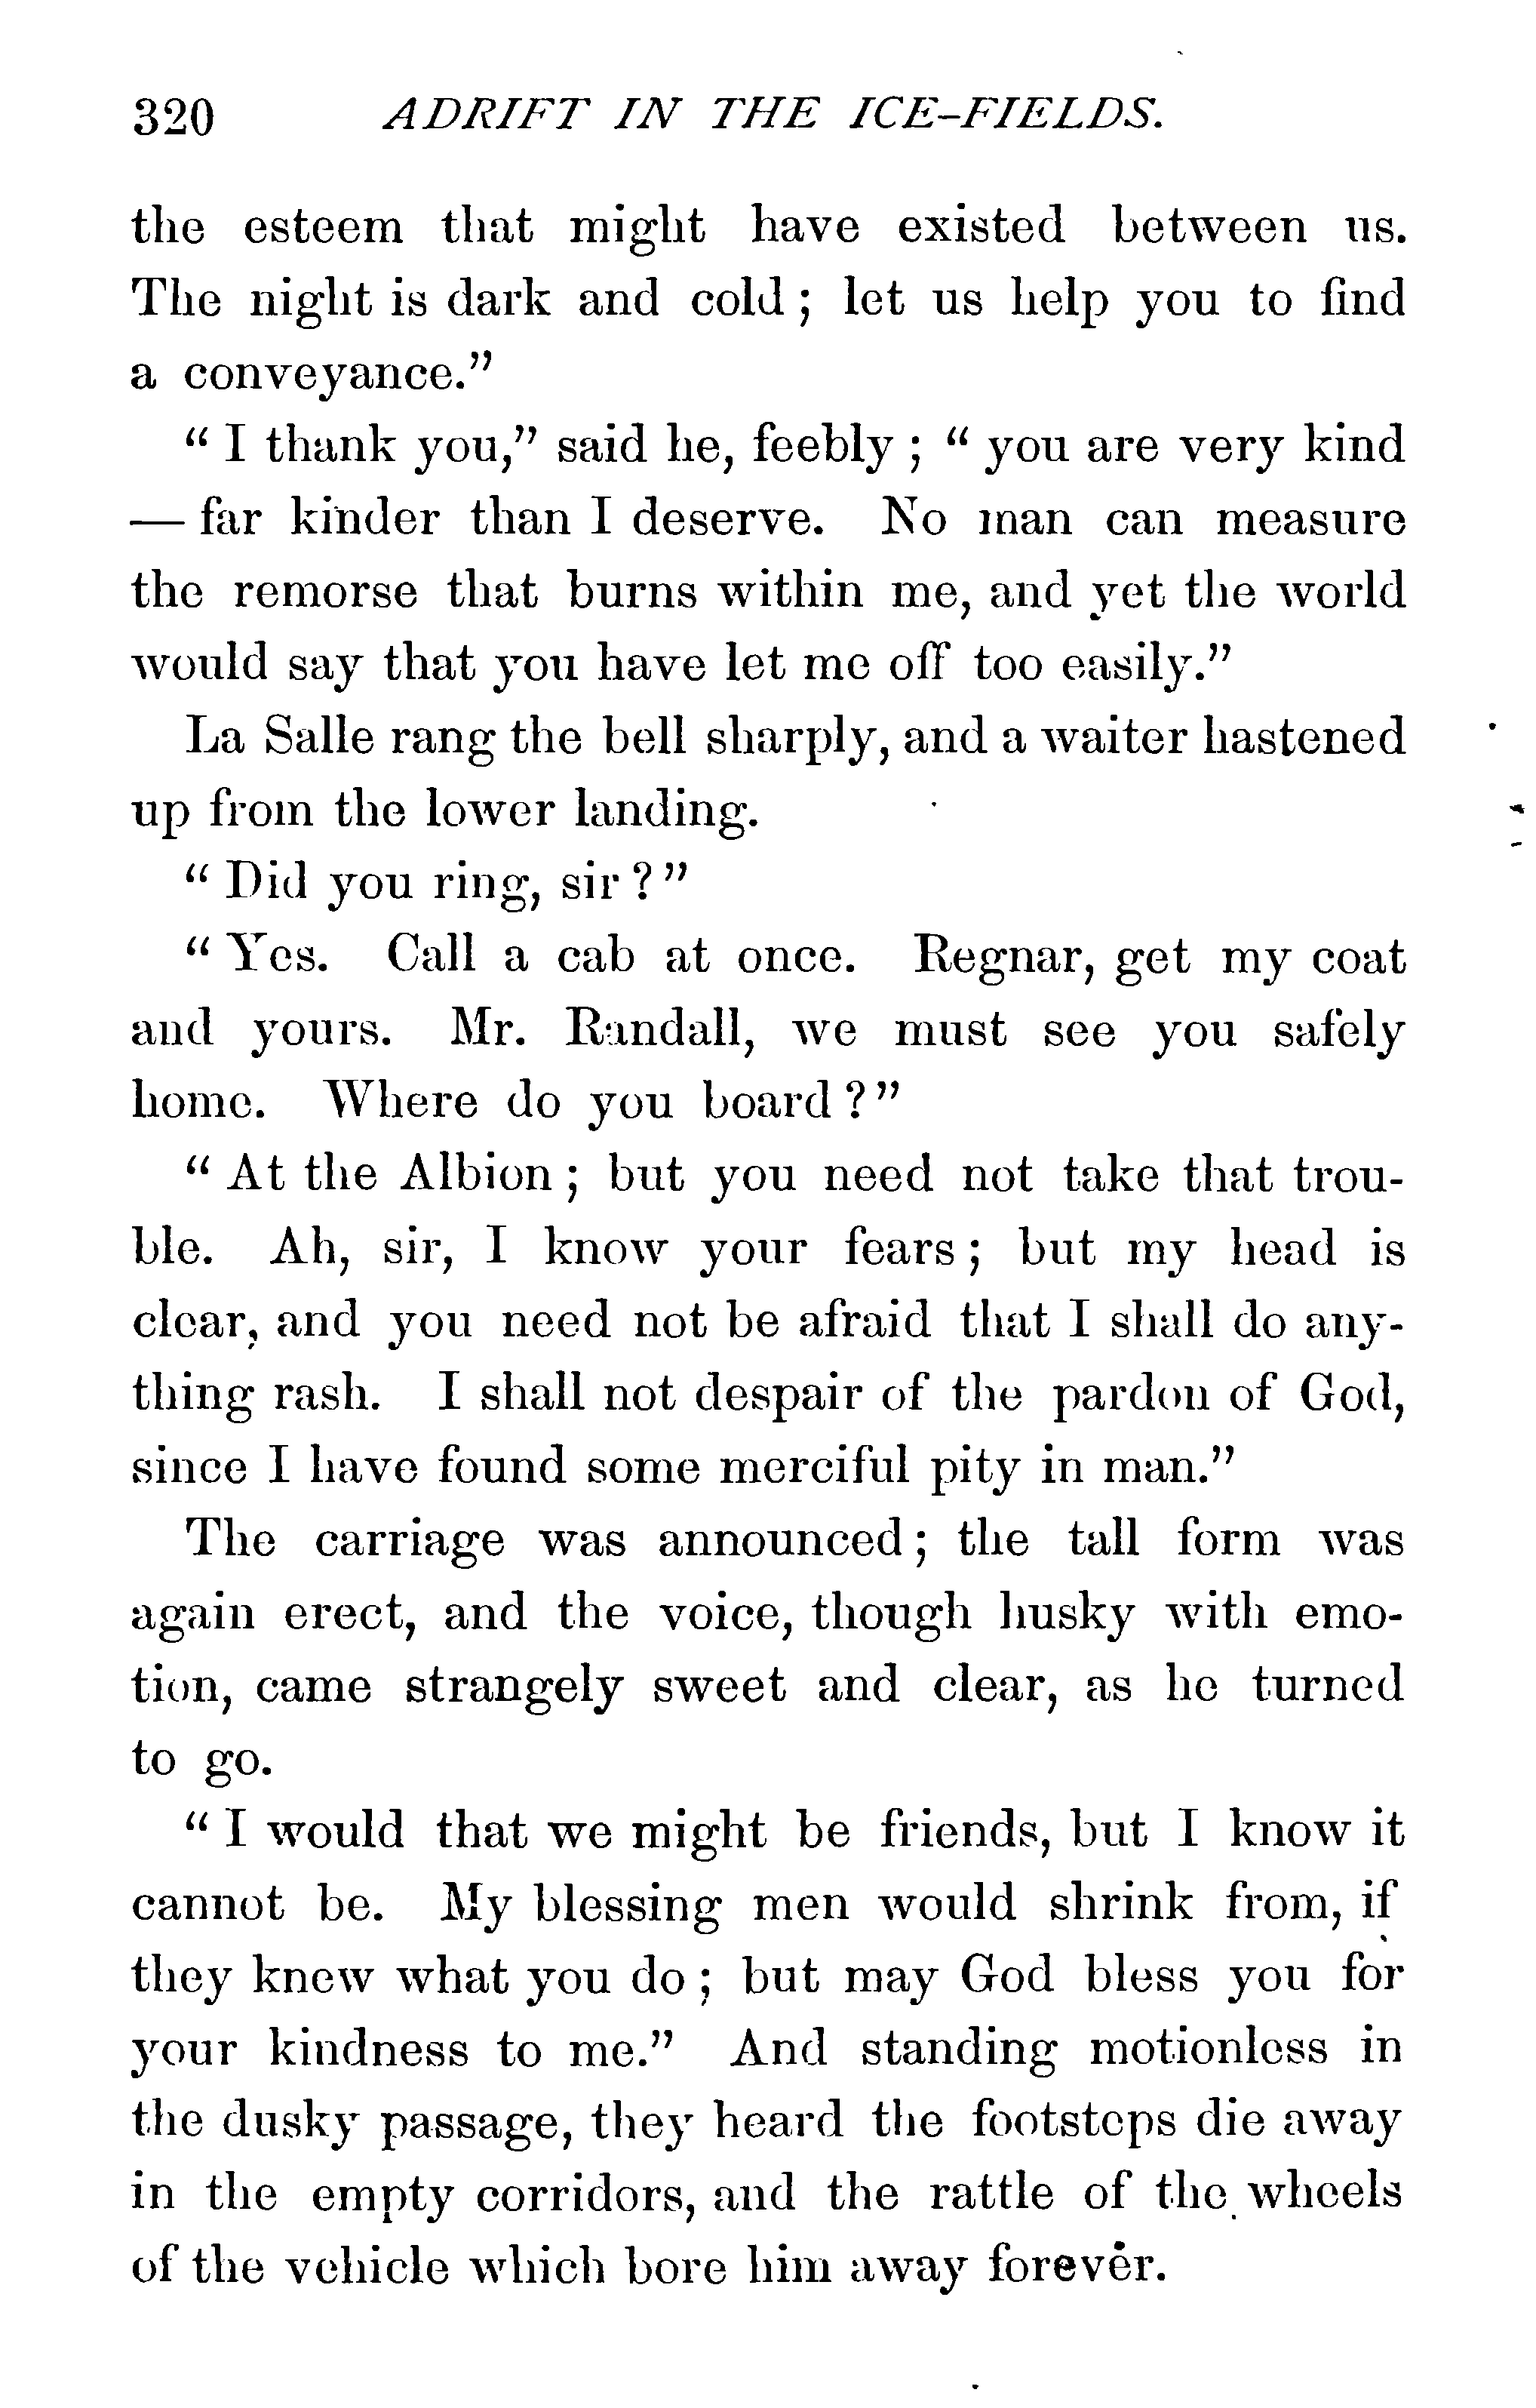 320 ADRIFT IN THE ICE-FIELDS.
the esteem that might have existed between us.
The night is dark and cold ; let us help you to find
a conveyance."
" I thank you," said he, feebly ; " you are very kind
— far kinder than I deserve. No man can measure
the remorse that burns within me, and yet the world
would say that you have let me off too easily."
La Salle rang the bell sharply, and a waiter hastened
up from the lower landing.
" Did you ring, sir ? "
" Yes. Call a cab at once. Regnar, get my coat
and yours. Mr. Randall, we must see you safely
home. Where do you board ? "
" At the Albion ; but you need not take that trou-
ble. Ah, sir, I know your fears ; but my head is
clear, and you need not be afraid that I shall do any-
thing rash. I shall not despair of the pardon of God,
since I have found some merciful pity in man."
The carriage was announced ; the tall form was
again erect, and the voice, though husky with emo-
tion, came strangely sweet and clear, as he turned
to go.
" I would that we might be friends, but I know it
cannot be. My blessing men would shrink from, if
they knew what you do ; but may God bless you for
your kindness to me." And standing motionless in
the dusky passage, they heard the footsteps die away
in the empty corridors, and the rattle of the wheels
of the vehicle which bore him away forever.